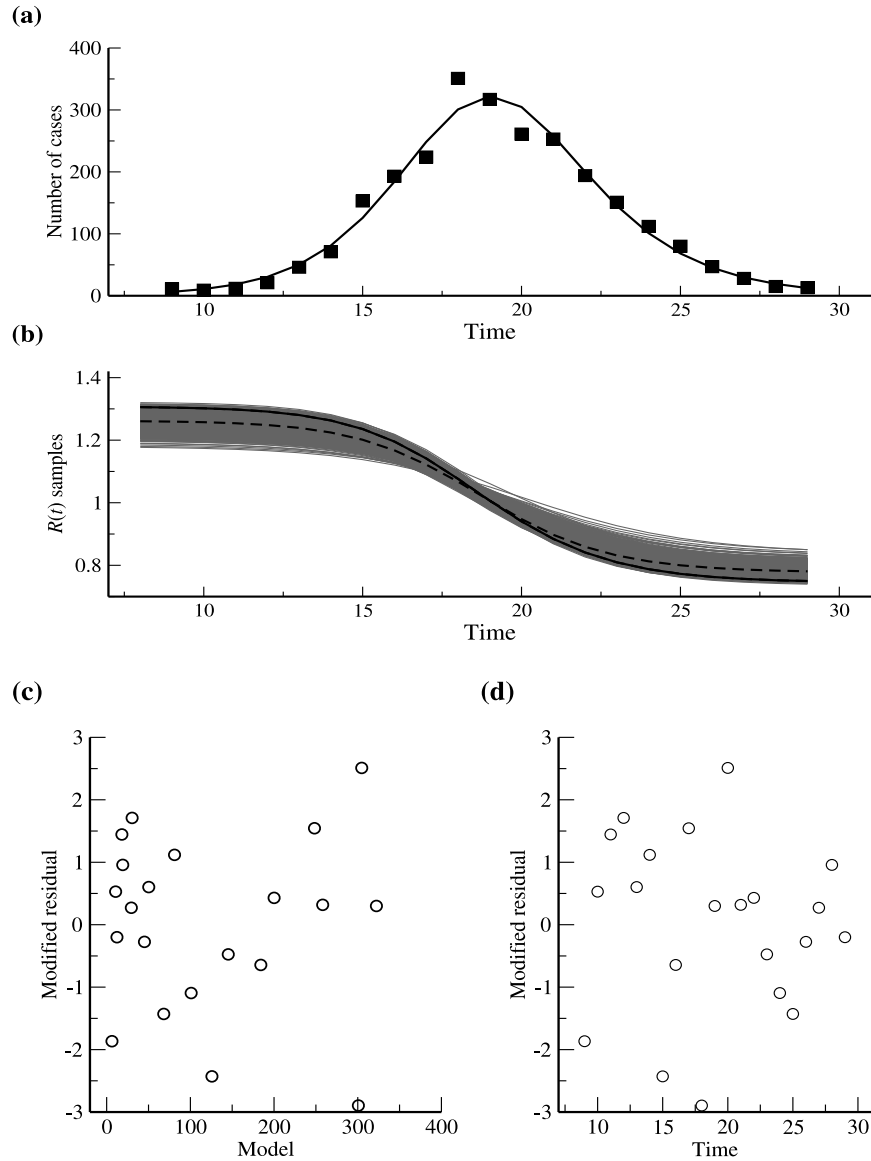 (a)
400
300
200
100
0
Number of cases
10 15 20 25 30
Time
(b)
1.4
1.2
1
0.8
R(t) samples
10 15 20 25 30
Time
(c)
3
2
1
0
-1
-2
-3
Modified residual
0 100 200 300 400
Model
(d)
3
2
1
0
-1
-2
-3
Modified residual
10 15 20 25 30
Time